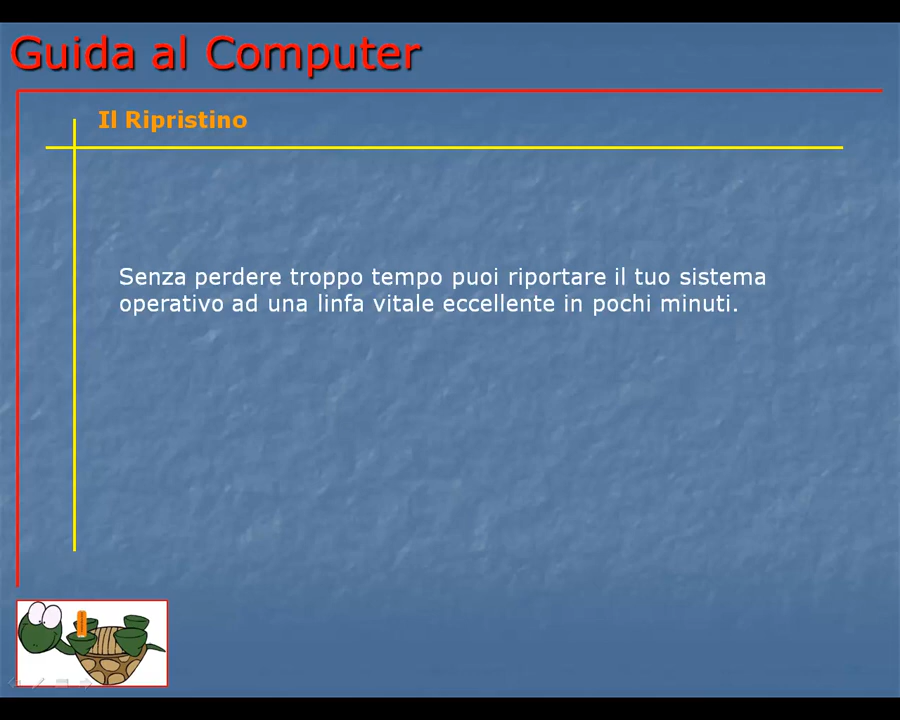 Guida al Computer
Il Ripristino
Senza perdere troppo tempo puoi riportare il tuo sistema
operativo ad una linfa vitale eccellente in pochi minuti.